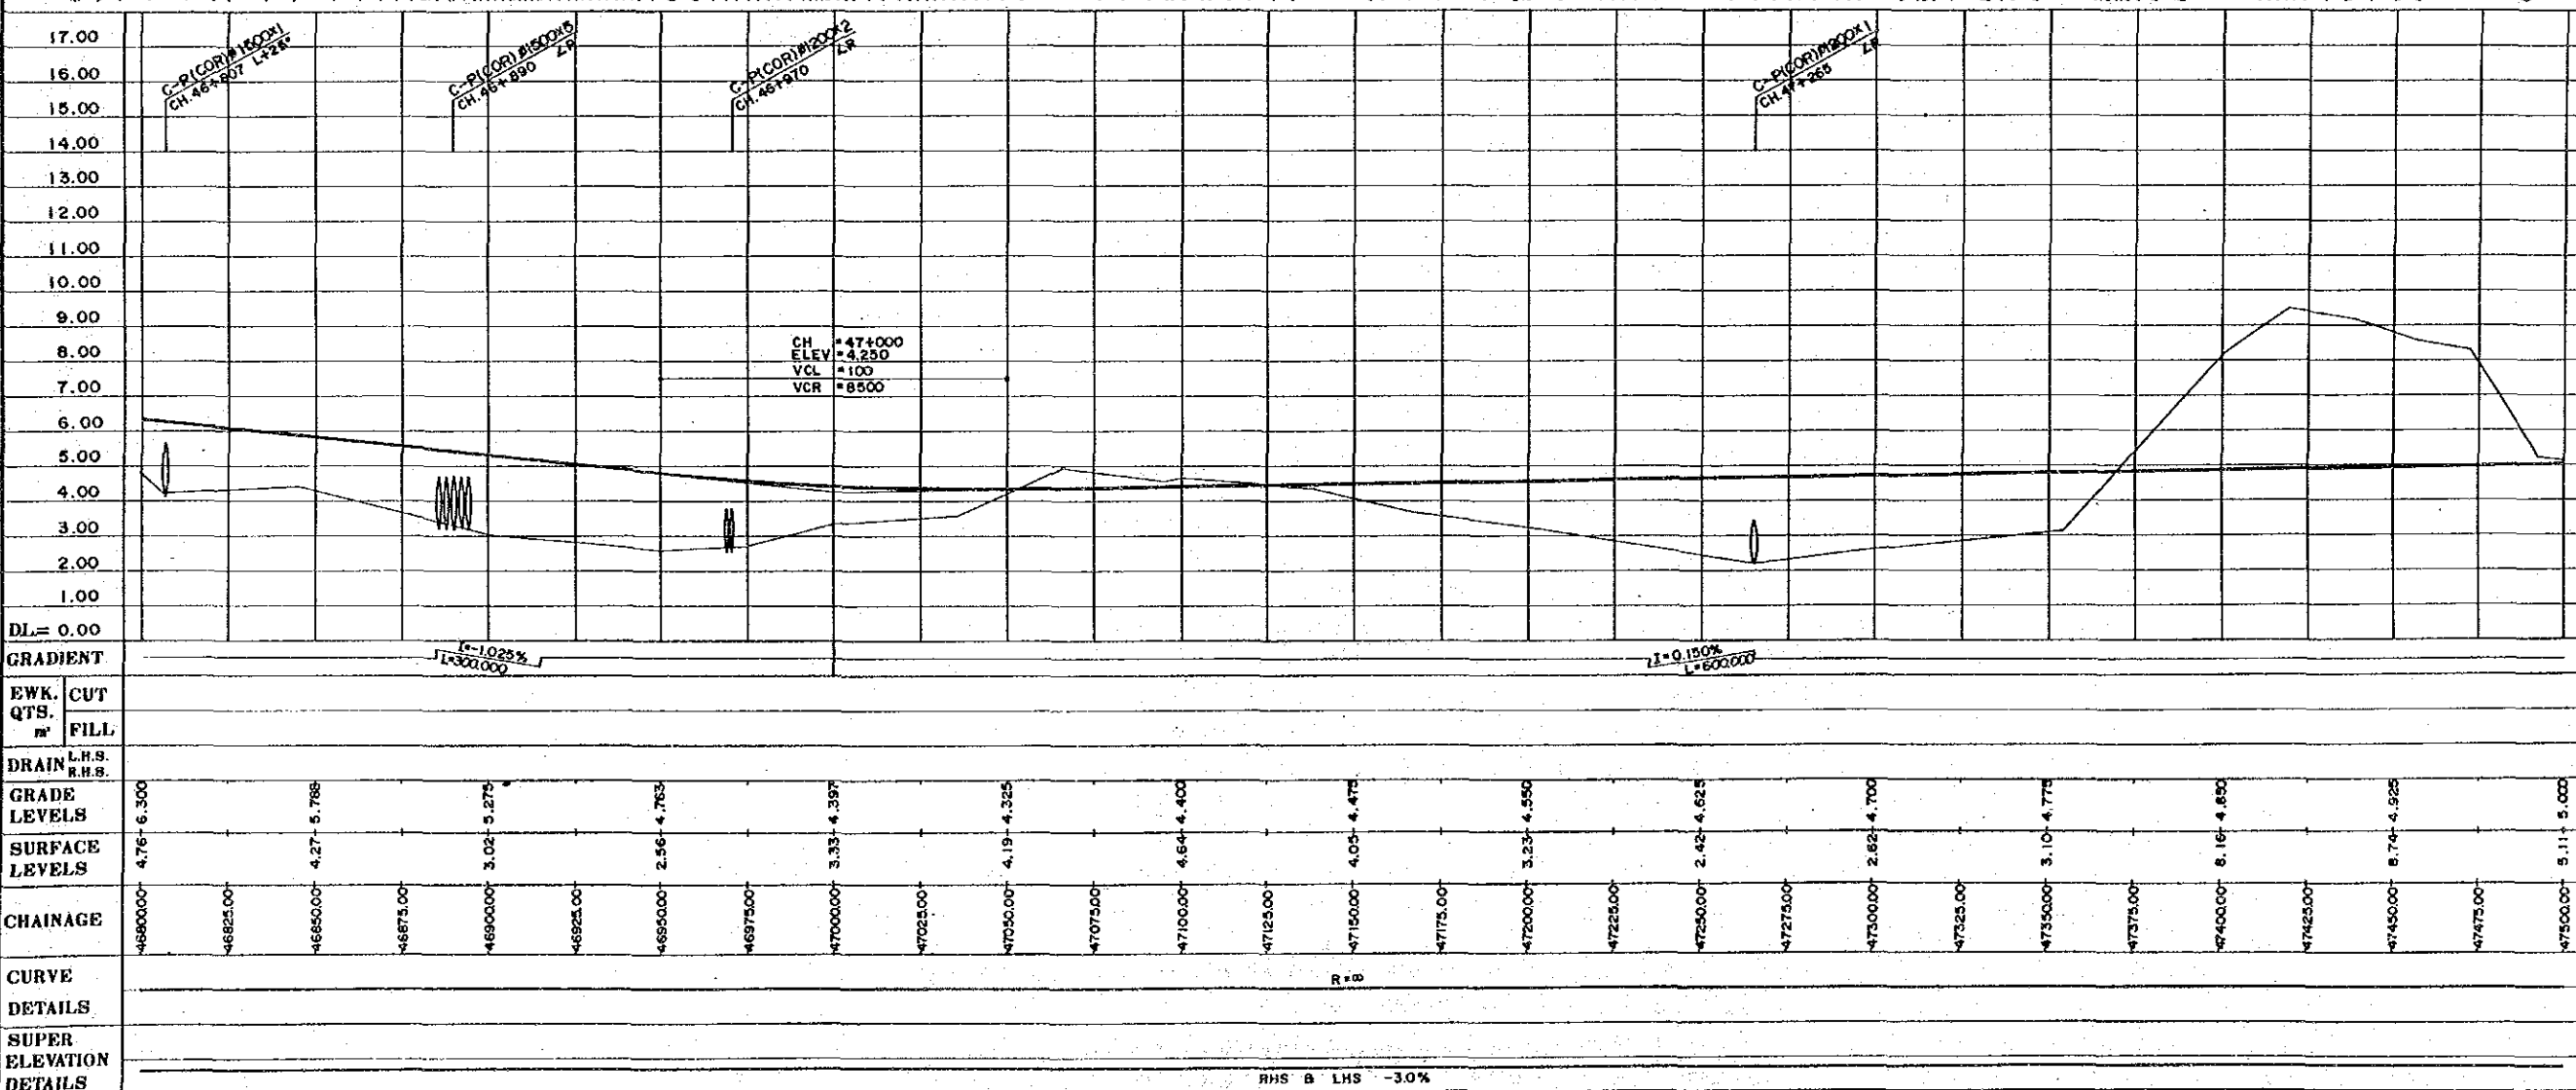 17.00
16.00
15.00
14.00
13.00
12.00
11.00
10.00
9.00
8.00
7.00
6.00
5.00
4.00
3.00
2.00
1.00
DL= 0.00
C-P(COR)ø1500X1
CH.46+807 L+25°
C-P(COR)ø1500X5
CH.46+890 ∠R
C-P(COR)ø1200X2
CH.46+970 ∠R
C-P(COR)ø1200X1
CH.47+265 ∠R
CH =47+000
ELEV =4.250
VCL =100
VCR =8500
GRADIENT
I=-1.025%
L=300.000
I=0.150%
L=600.000
EWK. QTS. m³
CUT
FILL
DRAIN L.H.S. R.H.S.
GRADE LEVELS
6.300 5.788 5.275 4.763 4.397 4.325 4.400 4.475 4.550 4.625 4.700 4.775 4.850 4.925 5.000
SURFACE LEVELS
4.76 4.27 3.02 2.56 3.33 4.19 4.64 4.05 3.23 2.42 2.62 3.10 8.16 8.74 5.11
CHAINAGE
46800.00 46825.00 46850.00 46875.00 46900.00 46925.00 46950.00 46975.00 47000.00 47025.00 47050.00 47075.00 47100.00 47125.00 47150.00 47175.00 47200.00 47225.00 47250.00 47275.00 47300.00 47325.00 47350.00 47375.00 47400.00 47425.00 47450.00 47475.00 47500.00
CURVE DETAILS
R=∞
SUPER ELEVATION DETAILS
RHS & LHS -3.0%